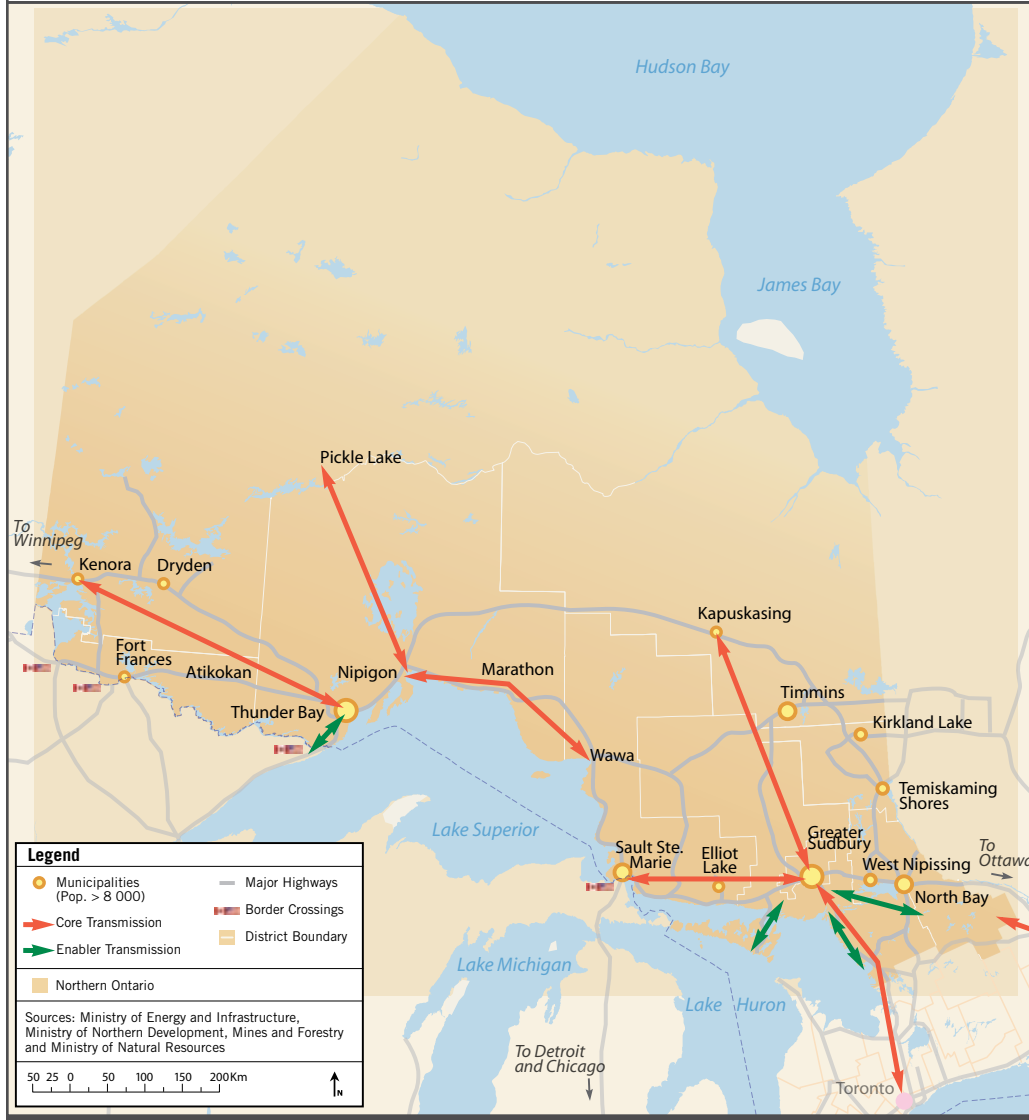 Hudson Bay
James Bay
Pickle Lake
To
Winnipeg
Kenora
Dryden
Kapuskasing
Fort
Frances
Atikokan
Nipigon
Marathon
Thunder Bay
Timmins
Kirkland Lake
Wawa
Temiskaming
Shores
Lake Superior
Greater
Sudbury
Sault Ste.
Marie
Elliot
Lake
West Nipissing
To
Ottawa
North Bay
Lake Michigan
Lake Huron
To Detroit
and Chicago
Toronto
Legend
Municipalities
(Pop. > 8 000)
Core Transmission
Enabler Transmission
Major Highways
Border Crossings
District Boundary
Northern Ontario
Sources: Ministry of Energy and Infrastructure,
Ministry of Northern Development, Mines and Forestry
and Ministry of Natural Resources
50 25 0 50 100 150 200Km
N